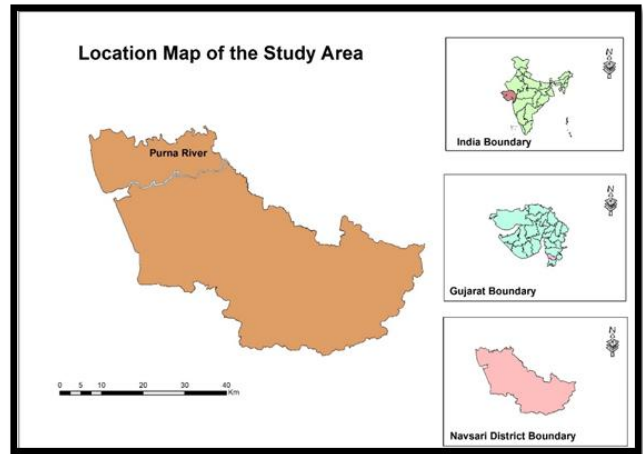 Location Map of the Study Area
Purna River
0 5 10 20 30 40
Km
N
India Boundary
N
Gujarat Boundary
N
Navsari District Boundary